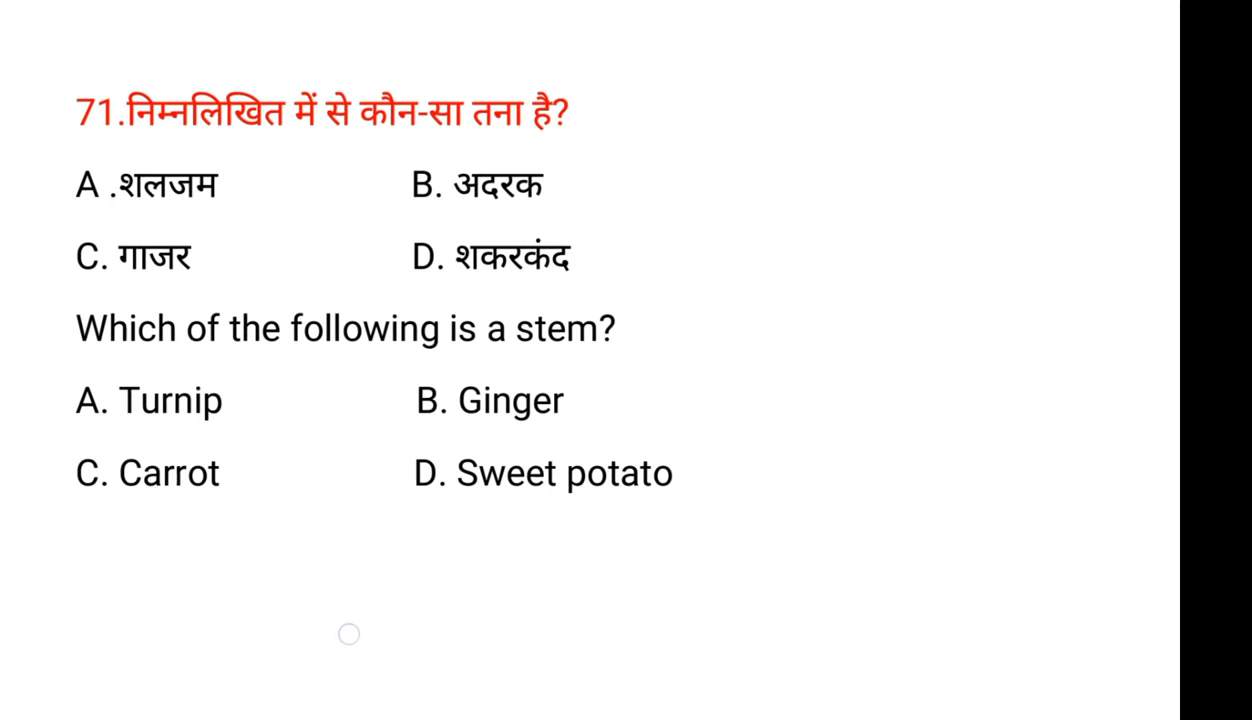 71.निम्नलिखित में से कौन-सा तना है?
A .शलजम B. अदरक
C. गाजर D. शकरकंद
Which of the following is a stem?
A. Turnip B. Ginger
C. Carrot D. Sweet potato